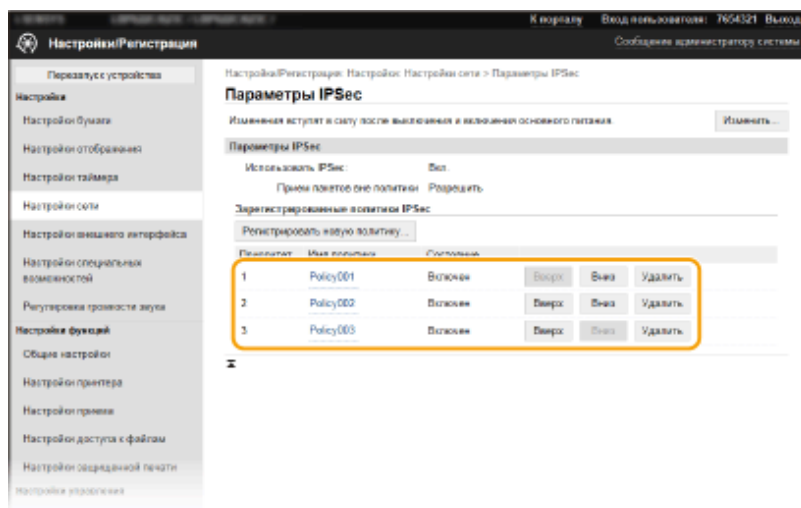 К порталу Вход пользователя: 7654321 Выход
Настройки/Регистрация
Сообщение администратору системы
Перезапуск устройства
Настройки
Настройки бумаги
Настройки отображения
Настройки таймера
Настройки сети
Настройки внешнего интерфейса
Настройки специальных
возможностей
Регулировка громкости звука
Настройки функций
Общие настройки
Настройки принтера
Настройки приема
Настройки доступа к файлам
Настройки защищенной печати
Настройки управления
Настройки/Регистрация: Настройки: Настройки сети > Параметры IPSec
Параметры IPSec
Изменения вступят в силу после выключения и включения основного питания.
Изменить...
Параметры IPSec
Использовать IPSec: Вкл.
Прием пакетов вне политики: Разрешить
Зарегистрированные политики IPSec
Регистрировать новую политику...
Приоритет Имя политики Состояние
1 Policy001 Включен Вверх Вниз Удалить
2 Policy002 Включен Вверх Вниз Удалить
3 Policy003 Включен Вверх Вниз Удалить